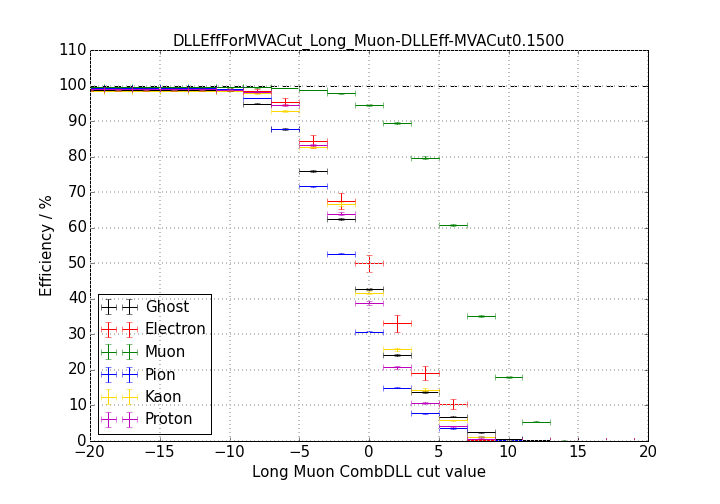 DLLEffForMVACut_Long_Muon-DLLEff-MVACut0.1500
110
100
90
80
70
60
50
40
30
20
10
0
Efficiency / %
Ghost
Electron
Muon
Pion
Kaon
Proton
−20 −15 −10 −5 0 5 10 15 20
Long Muon CombDLL cut value